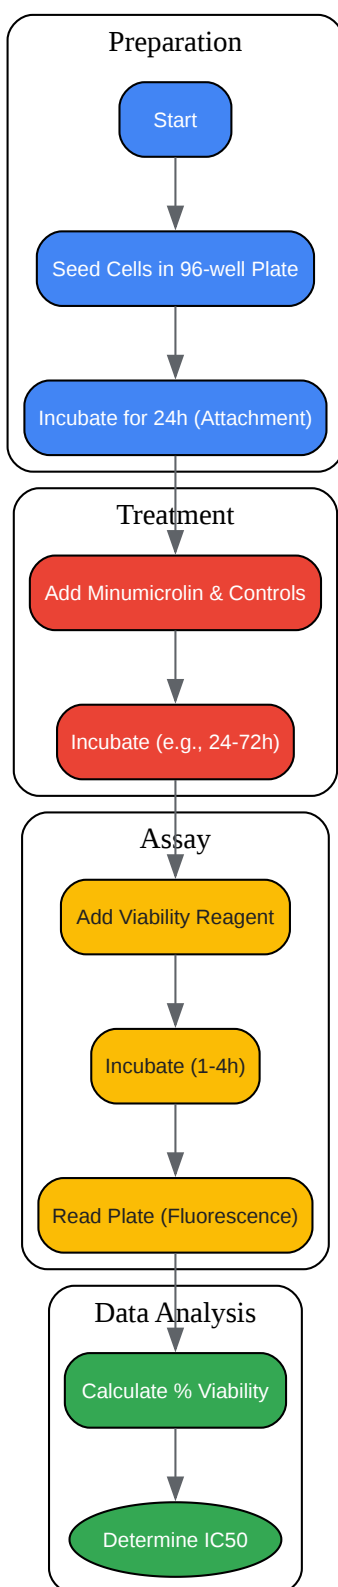 Preparation
Start
Seed Cells in 96-well Plate
Incubate for 24h (Attachment)
Treatment
Add Minumicrolin & Controls
Incubate (e.g., 24-72h)
Assay
Add Viability Reagent
Incubate (1-4h)
Read Plate (Fluorescence)
Data Analysis
Calculate % Viability
Determine IC50